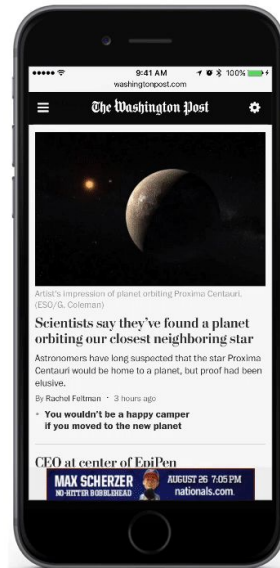 9:41 AM 100%
washingtonpost.com
The Washington Post
Artist's impression of planet orbiting Proxima Centauri.
(ESO/G. Coleman)
Scientists say they've found a planet
orbiting our closest neighboring star
Astronomers have long suspected that the star Proxima
Centauri would be home to a planet, but proof had been
elusive.
By Rachel Feltman · 3 hours ago
• You wouldn't be a happy camper
if you moved to the new planet
CEO at center of EpiPen
MAX SCHERZER AUGUST 26 7:05 PM
NO-HITTER BOBBLEHEAD nationals.com